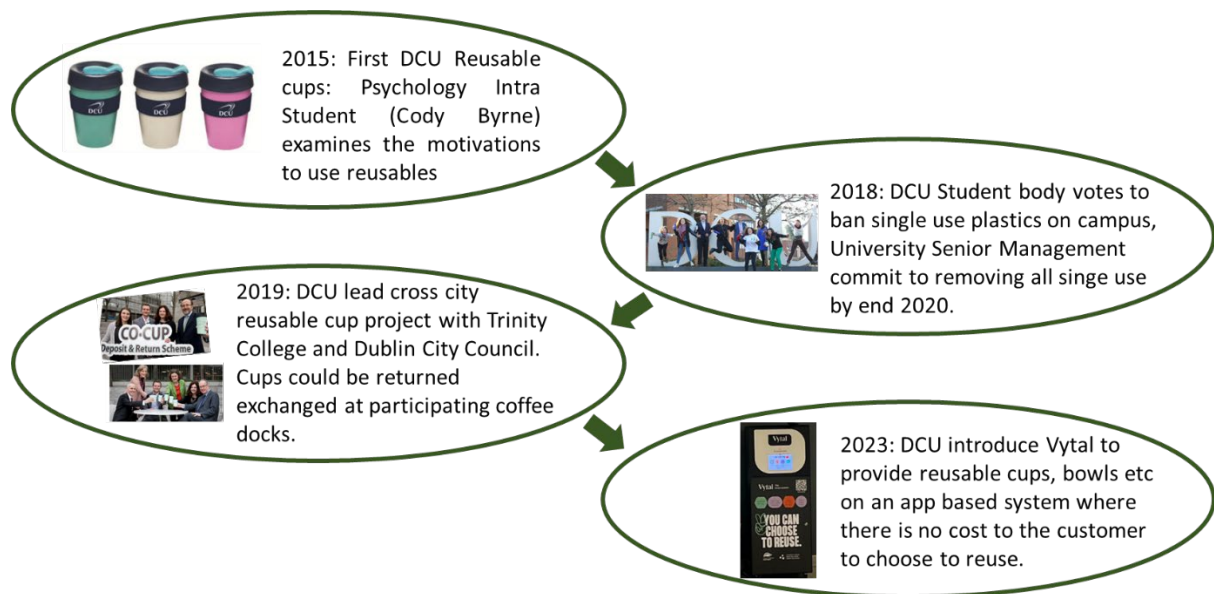 DCU
DCU
DCU
2015: First DCU Reusable
cups: Psychology Intra
Student (Cody Byrne)
examines the motivations
to use reusables
DCU
2018: DCU Student body votes to
ban single use plastics on campus,
University Senior Management
commit to removing all singe use
by end 2020.
CO·CUP
Deposit & Return Scheme
2019: DCU lead cross city
reusable cup project with Trinity
College and Dublin City Council.
Cups could be returned
exchanged at participating coffee
docks.
Vytal
Vytal
YOU CAN
CHOOSE
TO REUSE.
2023: DCU introduce Vytal to
provide reusable cups, bowls etc
on an app based system where
there is no cost to the customer
to choose to reuse.